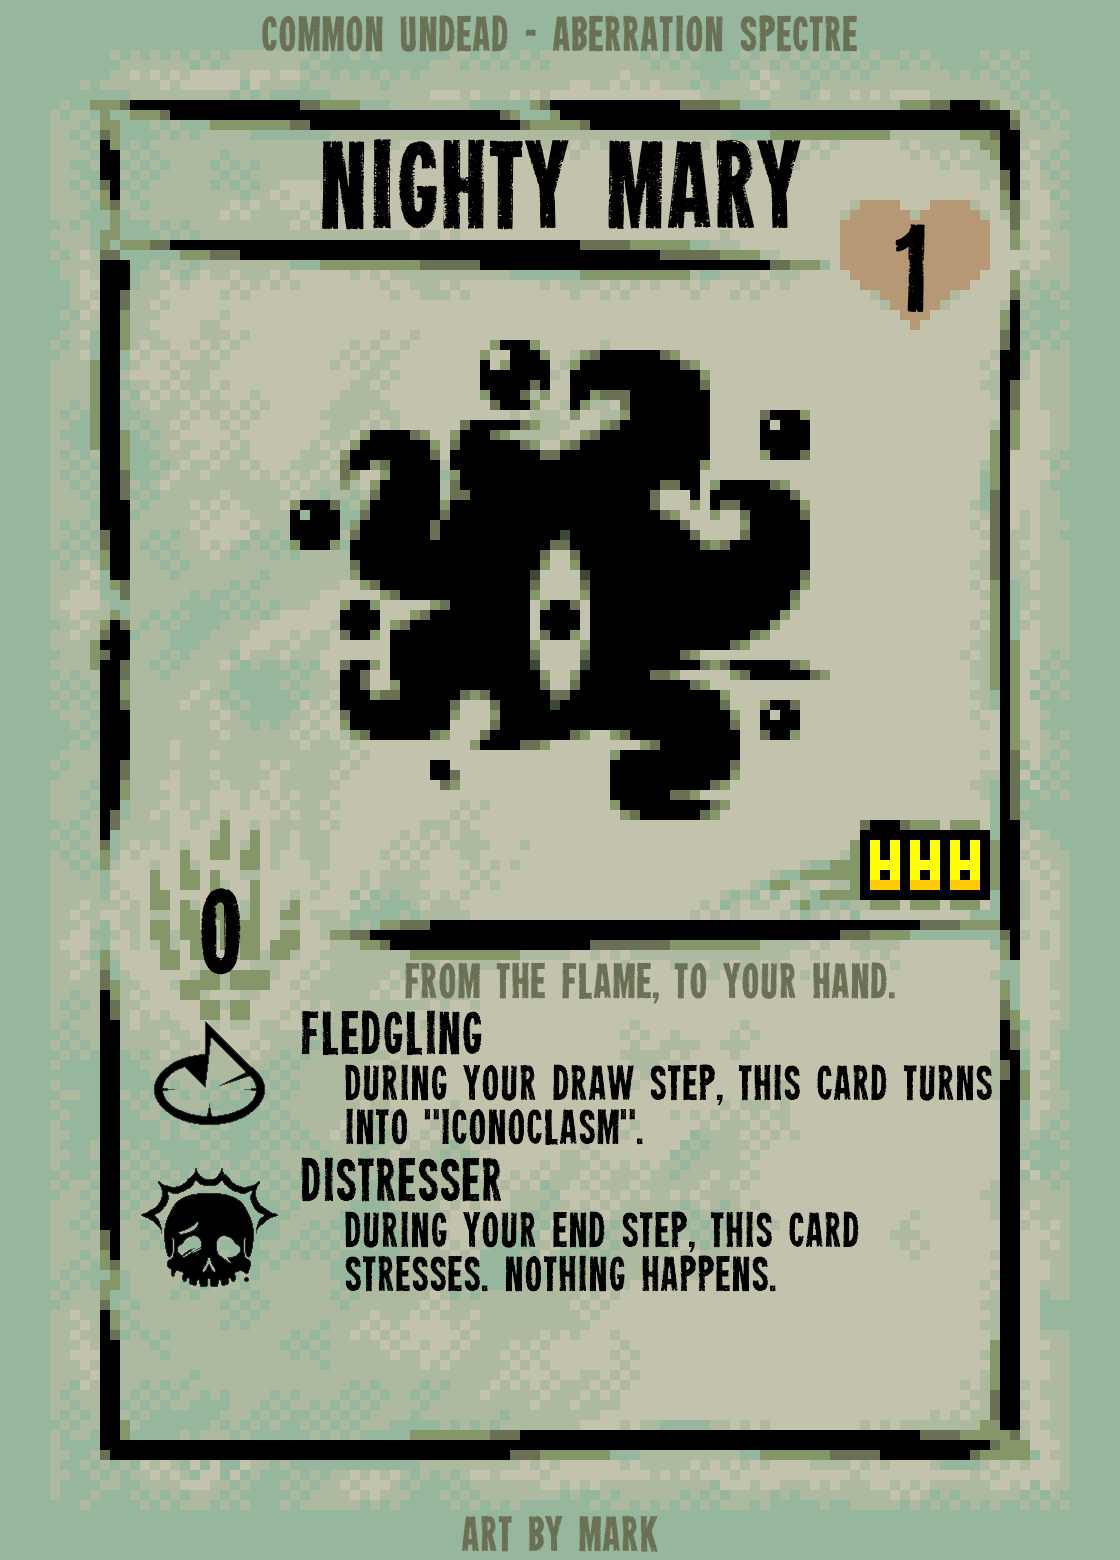 COMMON UNDEAD - ABERRATION SPECTRE
NIGHTY MARY
1
0
FROM THE FLAME, TO YOUR HAND.
FLEDGLING
DURING YOUR DRAW STEP, THIS CARD TURNS
INTO "ICONOCLASM".
DISTRESSER
DURING YOUR END STEP, THIS CARD
STRESSES. NOTHING HAPPENS.
ART BY MARK